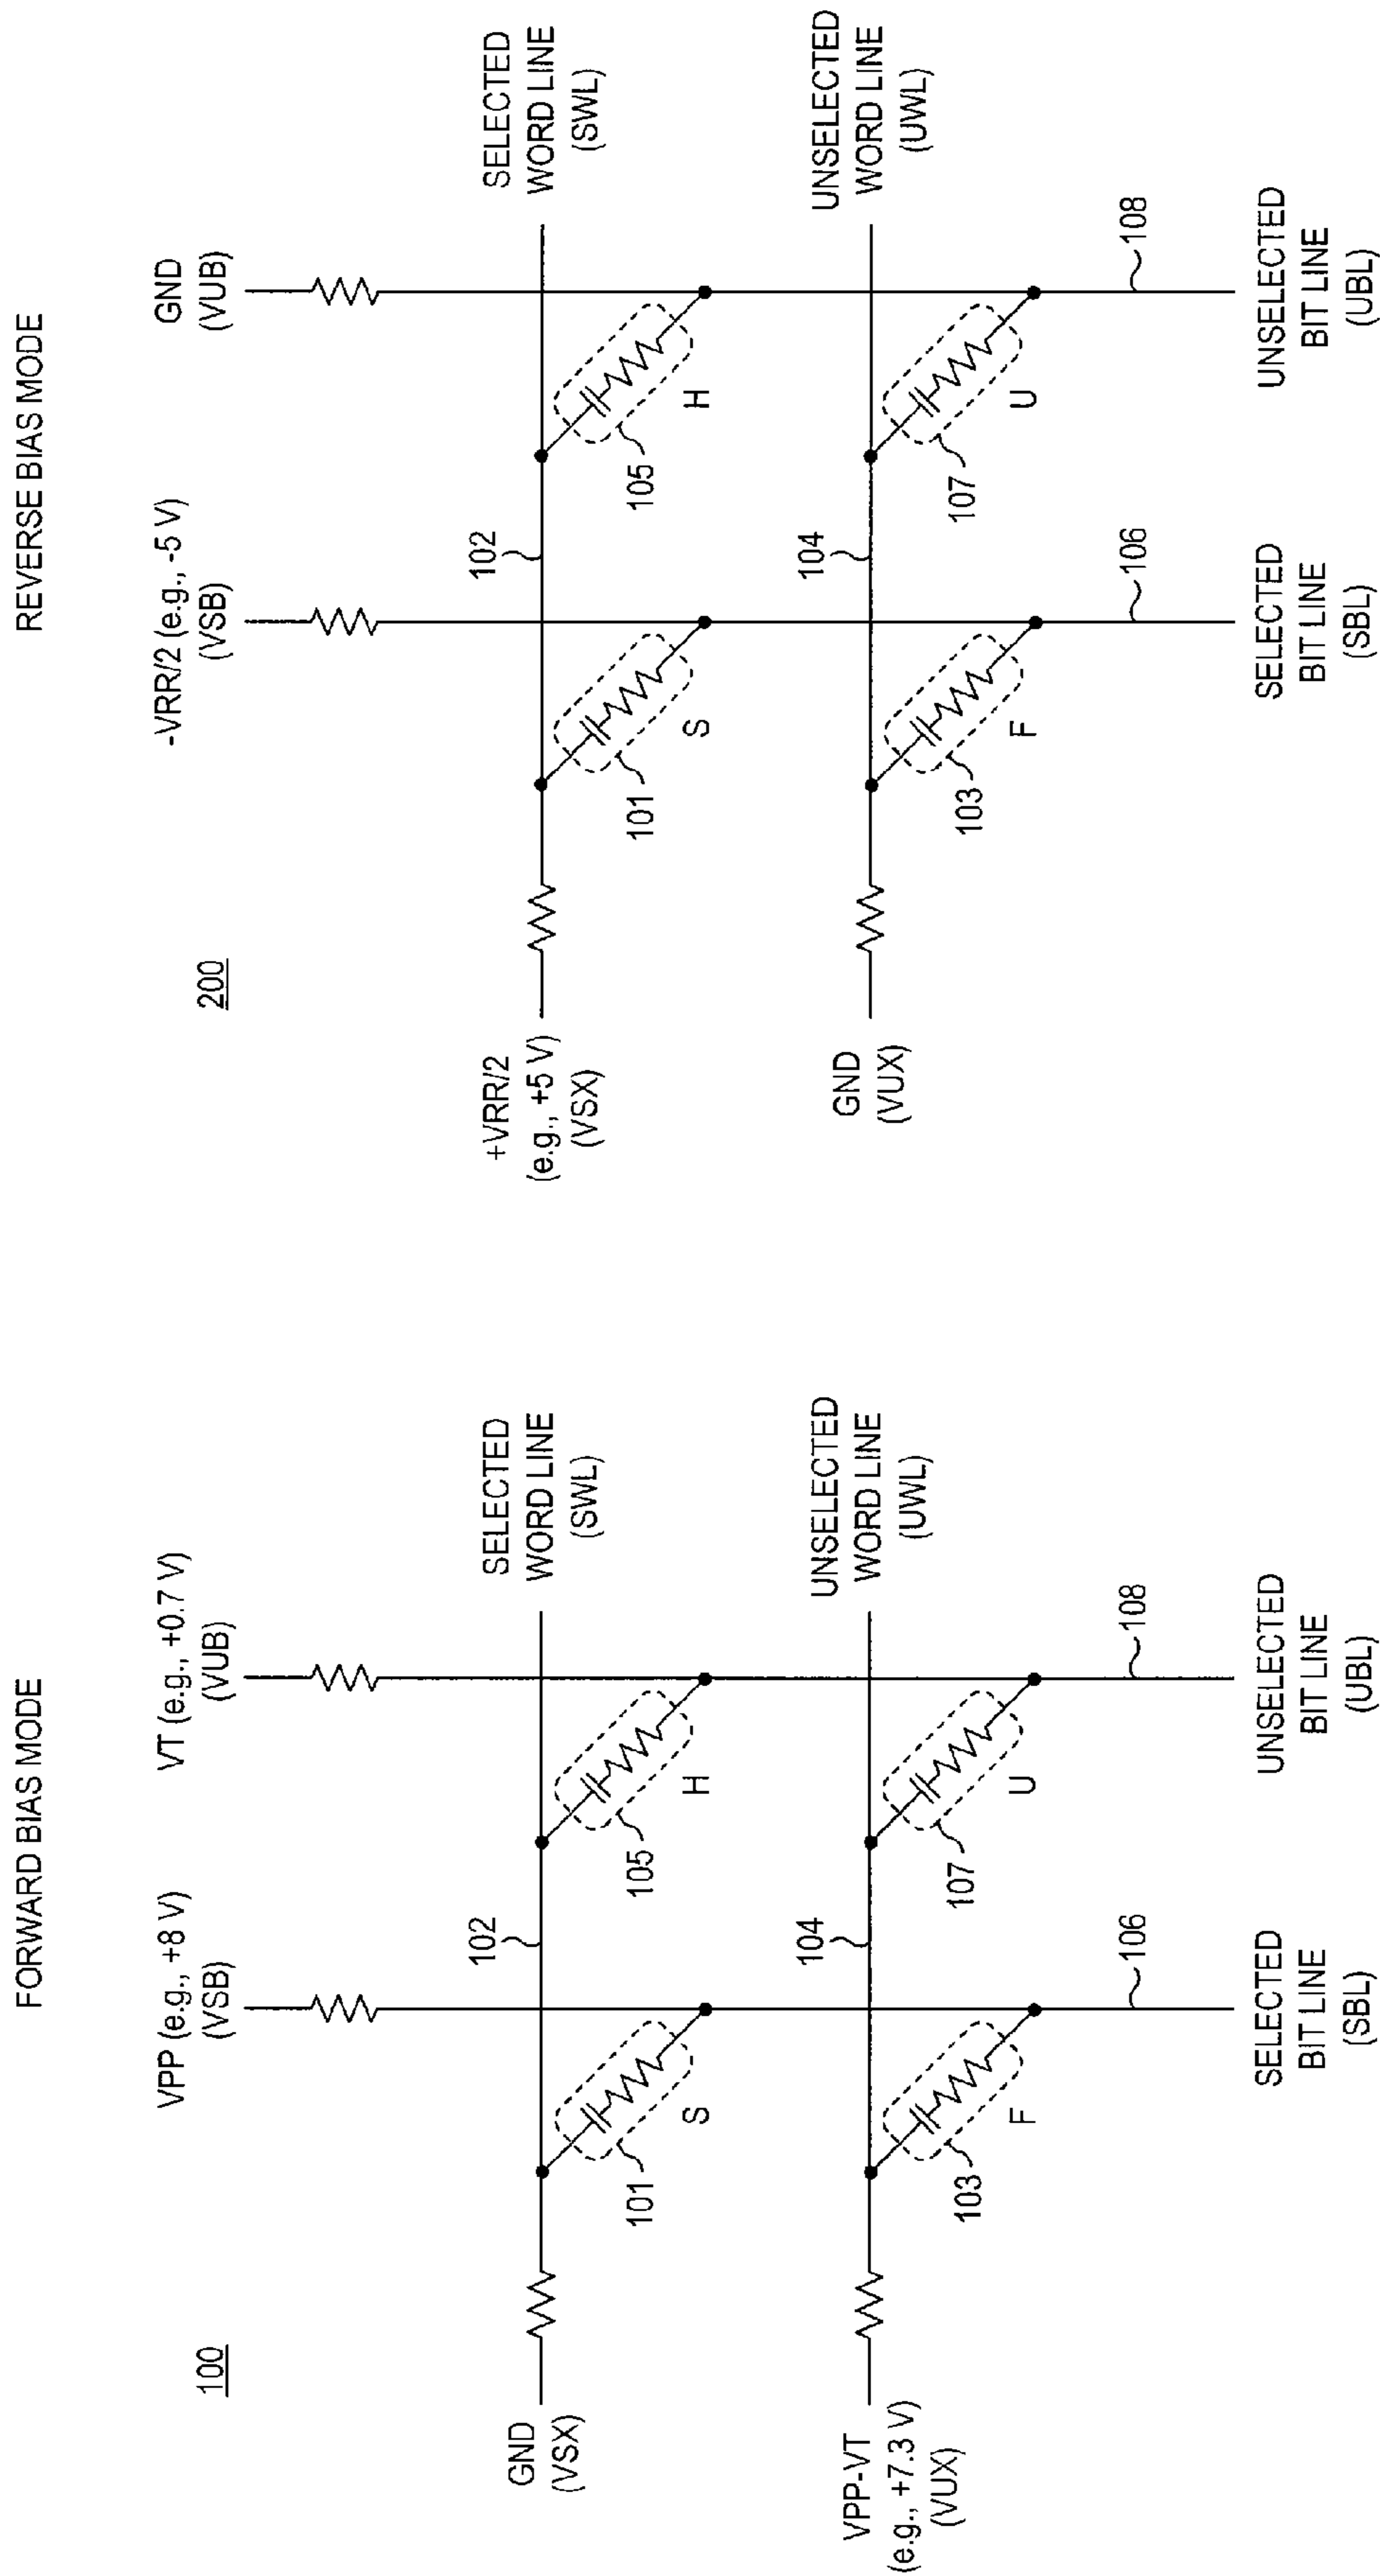 FORWARD BIAS MODE
100
VPP (e.g., +8 V)
(VSB)
VT (e.g., +0.7 V)
(VUB)
GND
(VSX)
102
SELECTED
WORD LINE
(SWL)
101
S
105
H
VPP-VT
(e.g., +7.3 V)
(VUX)
104
UNSELECTED
WORD LINE
(UWL)
103
F
107
U
106
108
SELECTED
BIT LINE
(SBL)
UNSELECTED
BIT LINE
(UBL)
REVERSE BIAS MODE
200
-VRR/2 (e.g., -5 V)
(VSB)
GND
(VUB)
+VRR/2
(e.g., +5 V)
(VSX)
102
SELECTED
WORD LINE
(SWL)
101
S
105
H
GND
(VUX)
104
UNSELECTED
WORD LINE
(UWL)
103
F
107
U
106
108
SELECTED
BIT LINE
(SBL)
UNSELECTED
BIT LINE
(UBL)